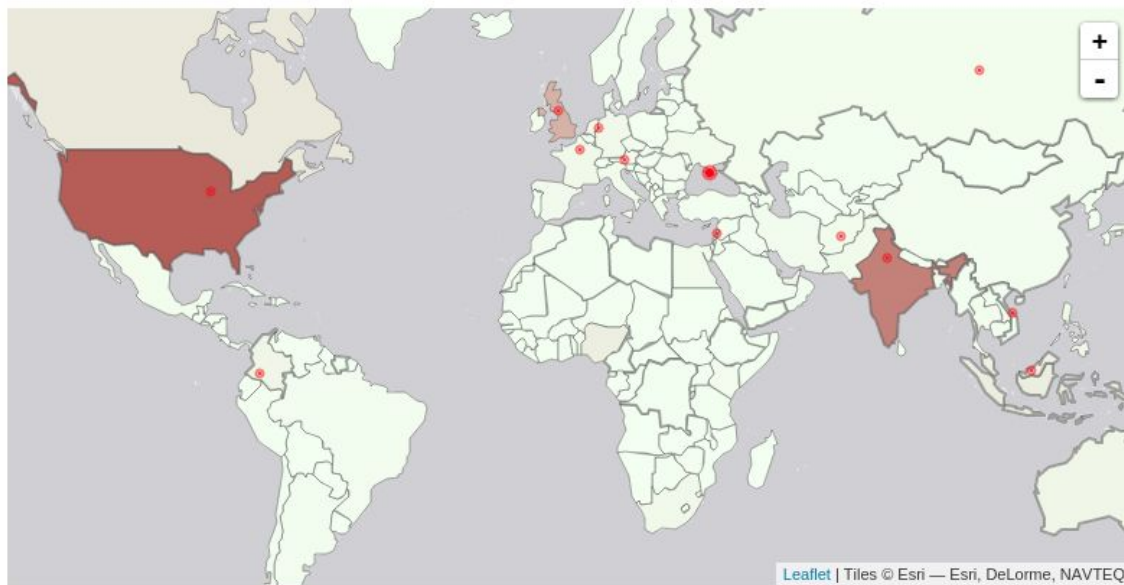 +
-
Leaflet | Tiles © Esri — Esri, DeLorme, NAVTEQ